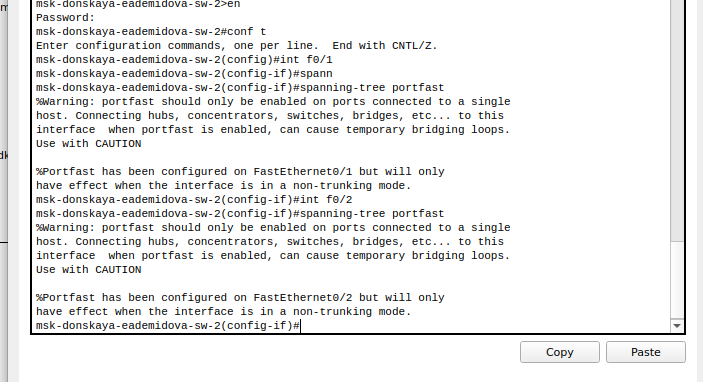 msk-donskaya-eademidova-sw-2>en
Password:
msk-donskaya-eademidova-sw-2#conf t
Enter configuration commands, one per line.  End with CNTL/Z.
msk-donskaya-eademidova-sw-2(config)#int f0/1
msk-donskaya-eademidova-sw-2(config-if)#spann
msk-donskaya-eademidova-sw-2(config-if)#spanning-tree portfast
%Warning: portfast should only be enabled on ports connected to a single
host. Connecting hubs, concentrators, switches, bridges, etc... to this
interface  when portfast is enabled, can cause temporary bridging loops.
Use with CAUTION

%Portfast has been configured on FastEthernet0/1 but will only
have effect when the interface is in a non-trunking mode.
msk-donskaya-eademidova-sw-2(config-if)#int f0/2
msk-donskaya-eademidova-sw-2(config-if)#spanning-tree portfast
%Warning: portfast should only be enabled on ports connected to a single
host. Connecting hubs, concentrators, switches, bridges, etc... to this
interface  when portfast is enabled, can cause temporary bridging loops.
Use with CAUTION

%Portfast has been configured on FastEthernet0/2 but will only
have effect when the interface is in a non-trunking mode.
msk-donskaya-eademidova-sw-2(config-if)#
Copy
Paste